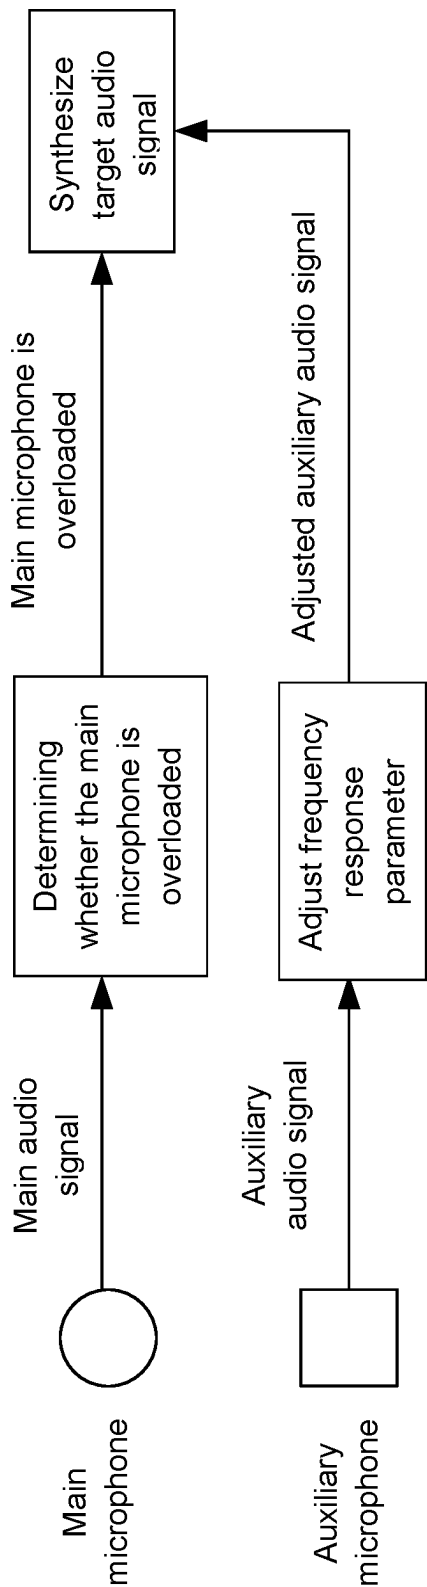 Main
microphone
Main audio
signal
Determining
whether the main
microphone is
overloaded
Main microphone is
overloaded
Synthesize
target audio
signal
Auxiliary
microphone
Auxiliary
audio signal
Adjust frequency
response
parameter
Adjusted auxiliary audio signal